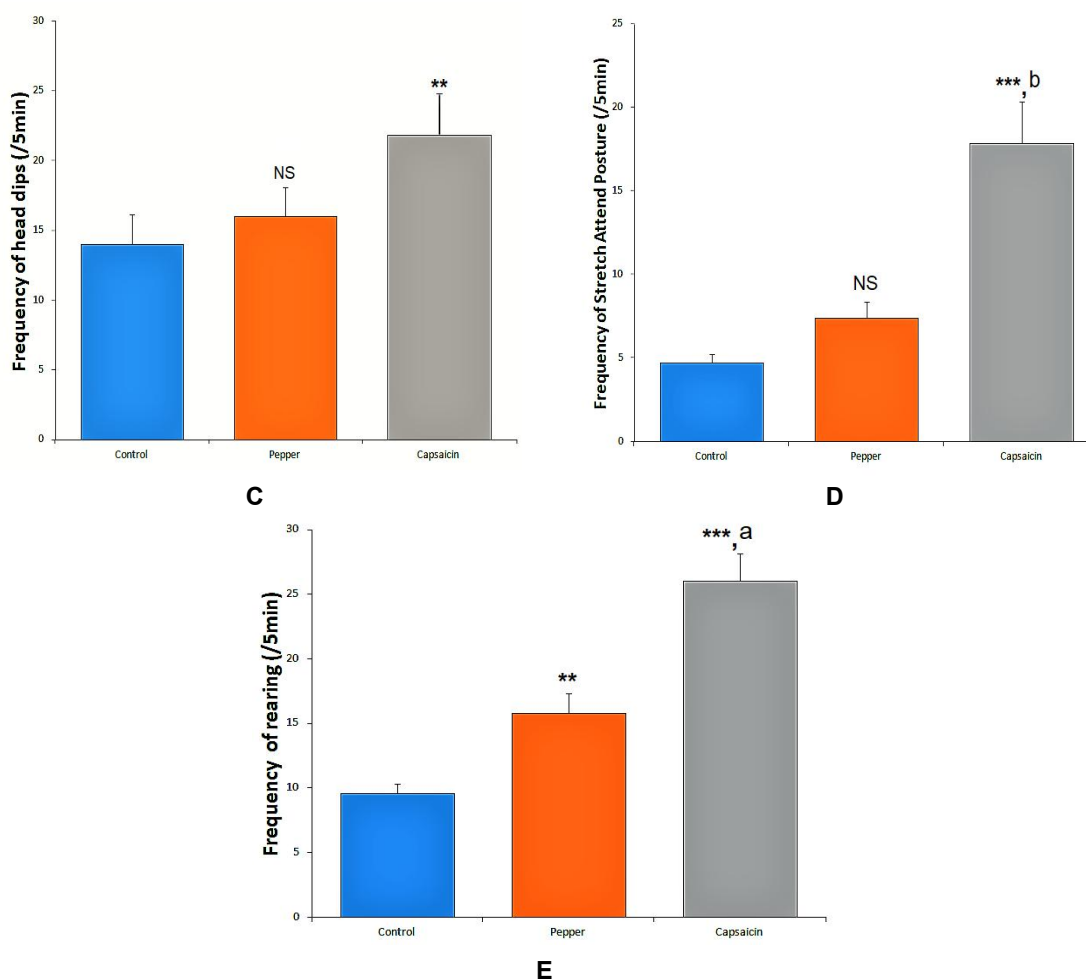 Frequency of head dips (/5min)
30
25
20
15
10
5
0
NS
**
Control Pepper Capsaicin
C
Frequency of Stretch Attend Posture (/5min)
25
20
15
10
5
0
NS
***, b
Control Pepper Capsaicin
D
Frequency of rearing (/5min)
30
25
20
15
10
5
0
**
***, a
Control Pepper Capsaicin
E